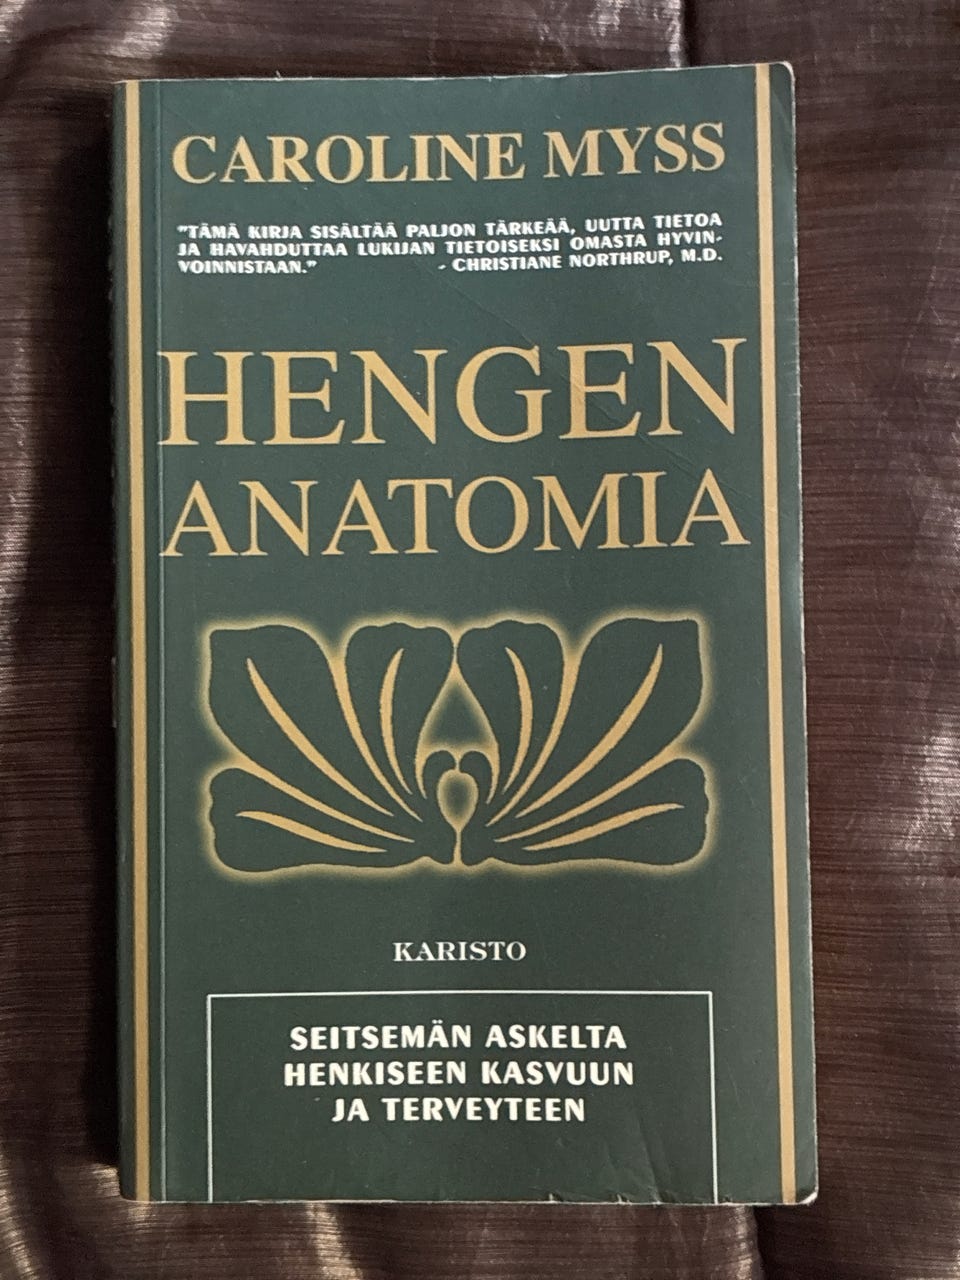 CAROLINE MYSS
"TÄMÄ KIRJA SISÄLTÄÄ PALJON TÄRKEÄÄ, UUTTA TIETOA
JA HAVAHDUTTAA LUKIJAN TIETOISEKSI OMASTA HYVIN-
VOINNISTAAN." - CHRISTIANE NORTHRUP, M.D.
HENGEN
ANATOMIA
KARISTO
SEITSEMÄN ASKELTA
HENKISEEN KASVUUN
JA TERVEYTEEN